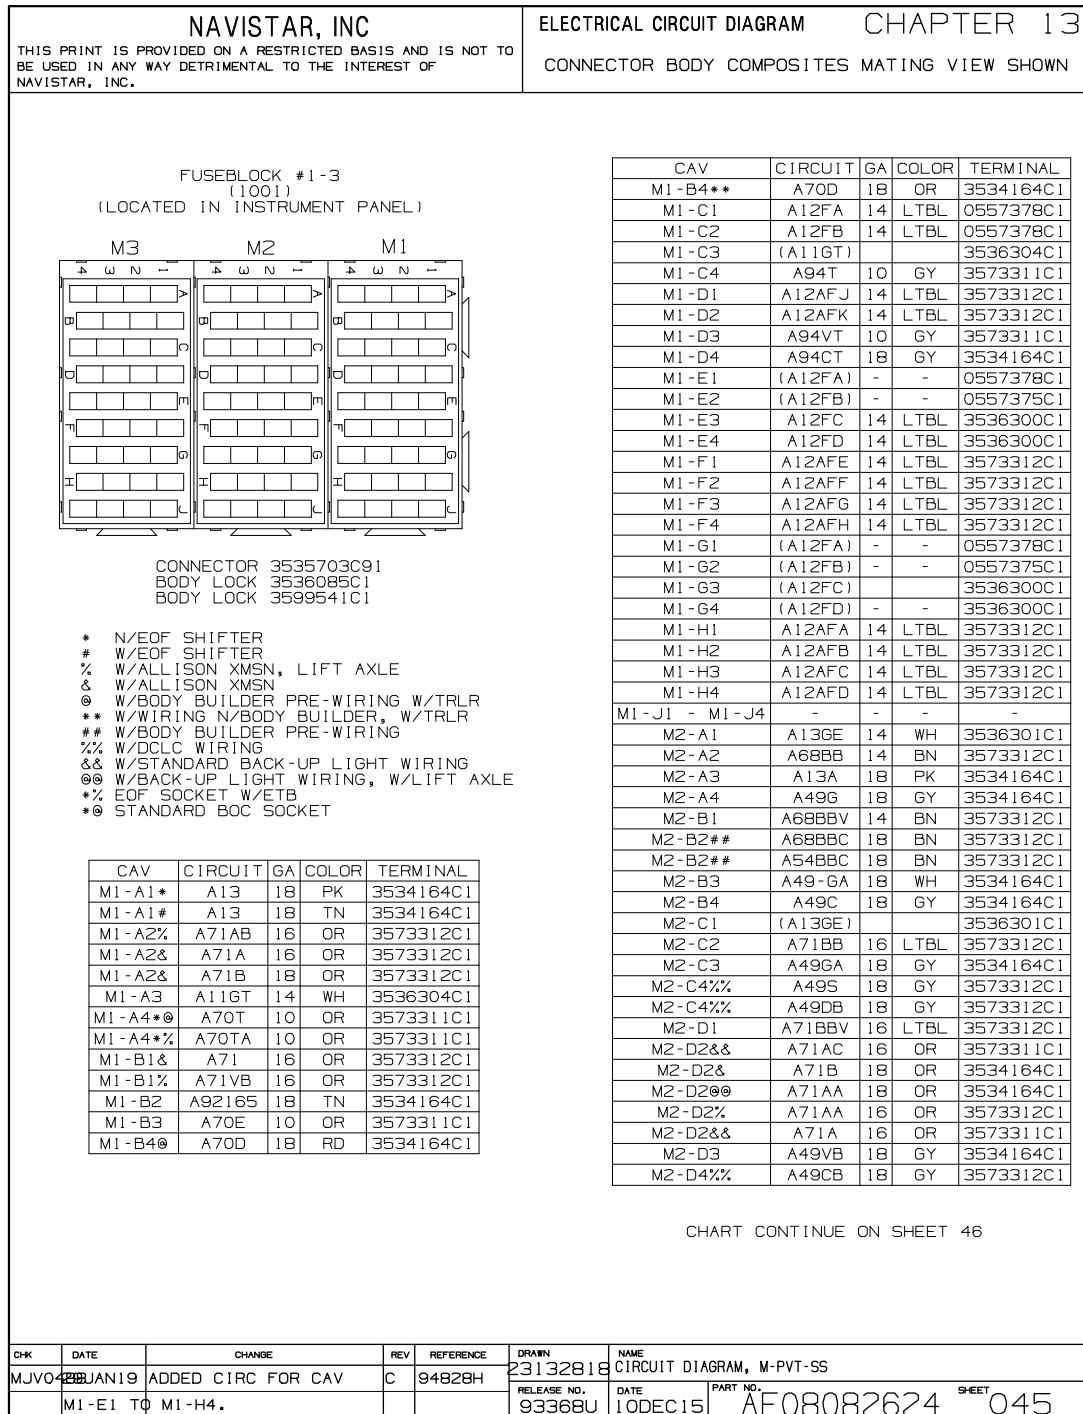 NAVISTAR, INC
THIS PRINT IS PROVIDED ON A RESTRICTED BASIS AND IS NOT TO
BE USED IN ANY WAY DETRIMENTAL TO THE INTEREST OF
NAVISTAR, INC.
ELECTRICAL CIRCUIT DIAGRAM CHAPTER 13
CONNECTOR BODY COMPOSITES MATING VIEW SHOWN
FUSEBLOCK #1-3
(1001)
(LOCATED IN INSTRUMENT PANEL)
M3 M2 M1
4 3 2 1 4 3 2 1 4 3 2 1
A A A
B B B
C C C
D D D
E E E
F F F
G G G
H H H
J J J
CONNECTOR 3535703C91
BODY LOCK 3536085C1
BODY LOCK 3599541C1
* N/EOF SHIFTER
# W/EOF SHIFTER
% W/ALLISON XMSN, LIFT AXLE
& W/ALLISON XMSN
@ W/BODY BUILDER PRE-WIRING W/TRLR
** W/WIRING N/BODY BUILDER, W/TRLR
## W/BODY BUILDER PRE-WIRING
%% W/DCLC WIRING
&& W/STANDARD BACK-UP LIGHT WIRING
@@ W/BACK-UP LIGHT WIRING, W/LIFT AXLE
*% EOF SOCKET W/ETB
*@ STANDARD BOC SOCKET
CAV CIRCUIT GA COLOR TERMINAL
M1-A1* A13 18 PK 3534164C1
M1-A1# A13 18 TN 3534164C1
M1-A2% A71AB 16 OR 3573312C1
M1-A2& A71A 16 OR 3573312C1
M1-A2& A71B 18 OR 3573312C1
M1-A3 A11GT 14 WH 3536304C1
M1-A4*@ A70T 10 OR 3573311C1
M1-A4*% A70TA 10 OR 3573311C1
M1-B1& A71 16 OR 3573312C1
M1-B1% A71VB 16 OR 3573312C1
M1-B2 A92165 18 TN 3534164C1
M1-B3 A70E 10 OR 3573311C1
M1-B4@ A70D 18 RD 3534164C1
CAV CIRCUIT GA COLOR TERMINAL
M1-B4** A70D 18 OR 3534164C1
M1-C1 A12FA 14 LTBL 0557378C1
M1-C2 A12FB 14 LTBL 0557378C1
M1-C3 (A11GT) 3536304C1
M1-C4 A94T 10 GY 3573311C1
M1-D1 A12AFJ 14 LTBL 3573312C1
M1-D2 A12AFK 14 LTBL 3573312C1
M1-D3 A94VT 10 GY 3573311C1
M1-D4 A94CT 18 GY 3534164C1
M1-E1 (A12FA) - - 0557378C1
M1-E2 (A12FB) - - 0557375C1
M1-E3 A12FC 14 LTBL 3536300C1
M1-E4 A12FD 14 LTBL 3536300C1
M1-F1 A12AFE 14 LTBL 3573312C1
M1-F2 A12AFF 14 LTBL 3573312C1
M1-F3 A12AFG 14 LTBL 3573312C1
M1-F4 A12AFH 14 LTBL 3573312C1
M1-G1 (A12FA) - - 0557378C1
M1-G2 (A12FB) - - 0557375C1
M1-G3 (A12FC) 3536300C1
M1-G4 (A12FD) - - 3536300C1
M1-H1 A12AFA 14 LTBL 3573312C1
M1-H2 A12AFB 14 LTBL 3573312C1
M1-H3 A12AFC 14 LTBL 3573312C1
M1-H4 A12AFD 14 LTBL 3573312C1
M1-J1 - M1-J4 - - - -
M2-A1 A13GE 14 WH 3536301C1
M2-A2 A68BB 14 BN 3573312C1
M2-A3 A13A 18 PK 3534164C1
M2-A4 A49G 18 GY 3534164C1
M2-B1 A68BBV 14 BN 3573312C1
M2-B2## A68BBC 18 BN 3573312C1
M2-B2## A54BBC 18 BN 3573312C1
M2-B3 A49-GA 18 WH 3534164C1
M2-B4 A49C 18 GY 3534164C1
M2-C1 (A13GE) 3536301C1
M2-C2 A71BB 16 LTBL 3573312C1
M2-C3 A49GA 18 GY 3534164C1
M2-C4%% A49S 18 GY 3573312C1
M2-C4%% A49DB 18 GY 3573312C1
M2-D1 A71BBV 16 LTBL 3573312C1
M2-D2&& A71AC 16 OR 3573311C1
M2-D2& A71B 18 OR 3534164C1
M2-D2@@ A71AA 18 OR 3534164C1
M2-D2% A71AA 16 OR 3573312C1
M2-D2&& A71A 16 OR 3573311C1
M2-D3 A49VB 18 GY 3534164C1
M2-D4%% A49CB 18 GY 3573312C1
CHART CONTINUE ON SHEET 46
CHK DATE CHANGE REV REFERENCE DRAWN NAME
28JAN19 ADDED CIRC FOR CAV C 94828H 23132818 CIRCUIT DIAGRAM, M-PVT-SS
M1-E1 TO M1-H4.
RELEASE NO. DATE PART NO. SHEET
93368U 10DEC15 AF08082624 045